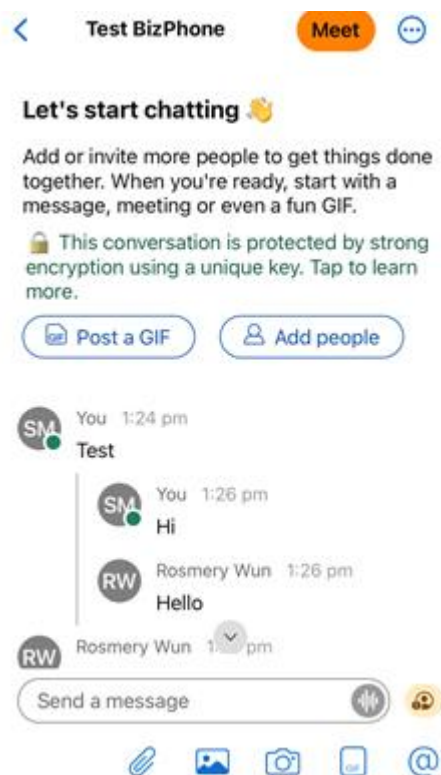 Test BizPhone
Meet
Let's start chatting 👋
Add or invite more people to get things done
together. When you're ready, start with a
message, meeting or even a fun GIF.
🔒 This conversation is protected by strong
encryption using a unique key. Tap to learn
more.
GIF Post a GIF
Add people
SM You 1:24 pm
Test
SM You 1:26 pm
Hi
RW Rosmery Wun 1:26 pm
Hello
RW Rosmery Wun pm
Send a message
GIF @